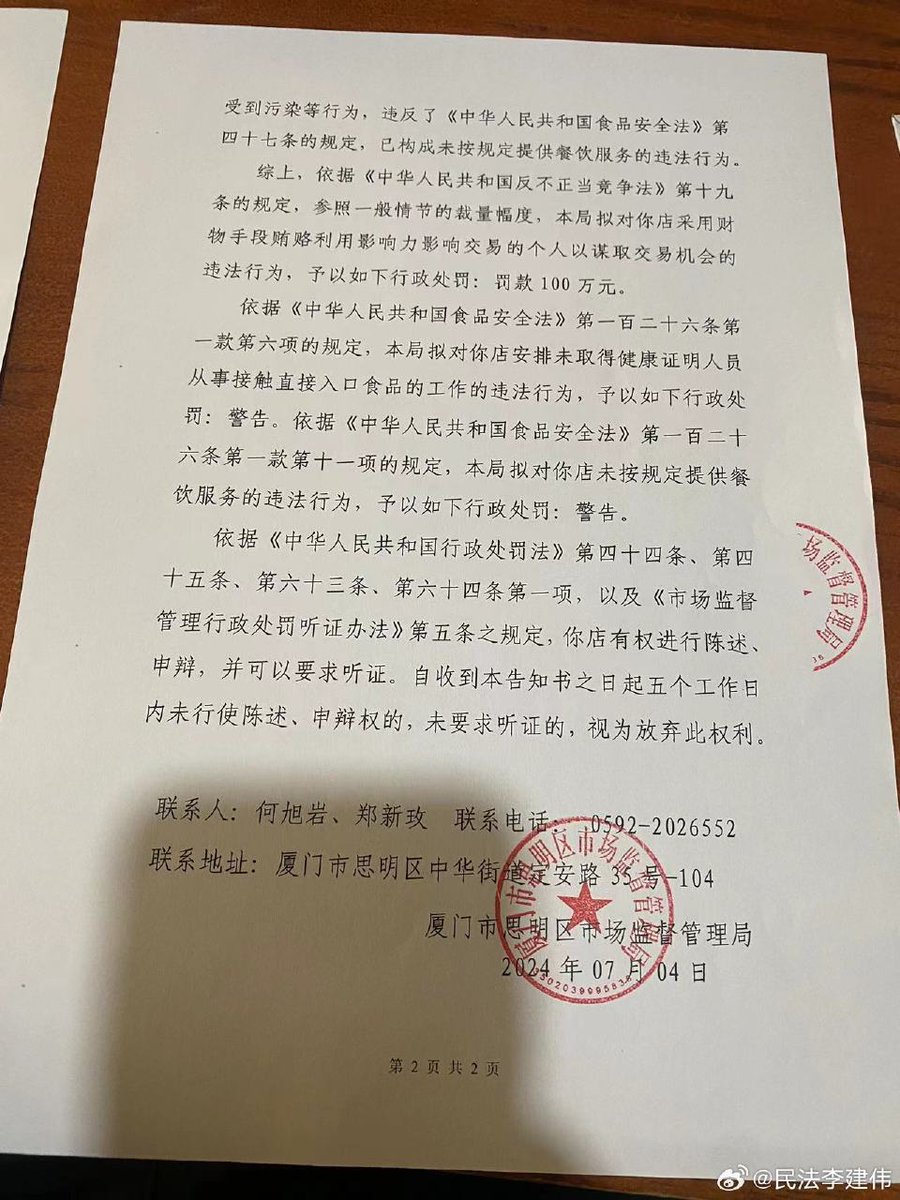 受到污染等行为，违反了《中华人民共和国食品安全法》第
四十七条的规定，已构成未按规定提供餐饮服务的违法行为。
综上，依据《中华人民共和国反不正当竞争法》第十九
条的规定，参照一般情节的裁量幅度，本局拟对你店采用财
物手段贿赂利用影响力影响交易的个人以谋取交易机会的
违法行为，予以如下行政处罚：罚款100万元。
依据《中华人民共和国食品安全法》第一百二十六条第
一款第六项的规定，本局拟对你店安排未取得健康证明人员
从事接触直接入口食品的工作的违法行为，予以如下行政处
罚：警告。依据《中华人民共和国食品安全法》第一百二十
六条第一款第十一项的规定，本局拟对你店未按规定提供餐
饮服务的违法行为，予以如下行政处罚：警告。
依据《中华人民共和国行政处罚法》第四十四条、第四
十五条、第六十三条、第六十四条第一项，以及《市场监督
管理行政处罚听证办法》第五条之规定，你店有权进行陈述、
申辩，并可以要求听证。自收到本告知书之日起五个工作日
内未行使陈述、申辩权的，未要求听证的，视为放弃此权利。
场监督管理局
联系人：何旭岩、郑新玫 联系电话：0592-2026552
联系地址：厦门市思明区中华街道定安路35号-104
厦门市思明区市场监督管理局
2024年07月04日
厦门市思明区市场监督管理局
第2页共2页
@民法李建伟